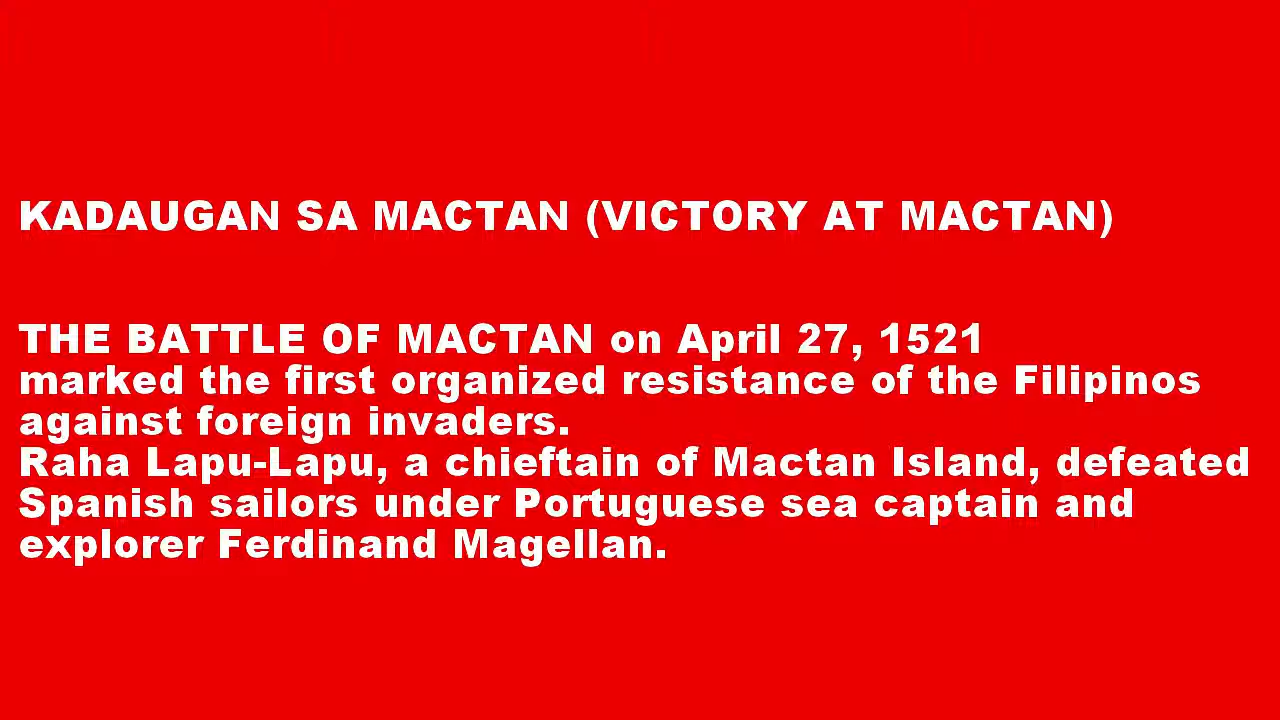 KADAUGAN SA MACTAN (VICTORY AT MACTAN)
THE BATTLE OF MACTAN on April 27, 1521
marked the first organized resistance of the Filipinos
against foreign invaders.
Raha Lapu-Lapu, a chieftain of Mactan Island, defeated
Spanish sailors under Portuguese sea captain and
explorer Ferdinand Magellan.